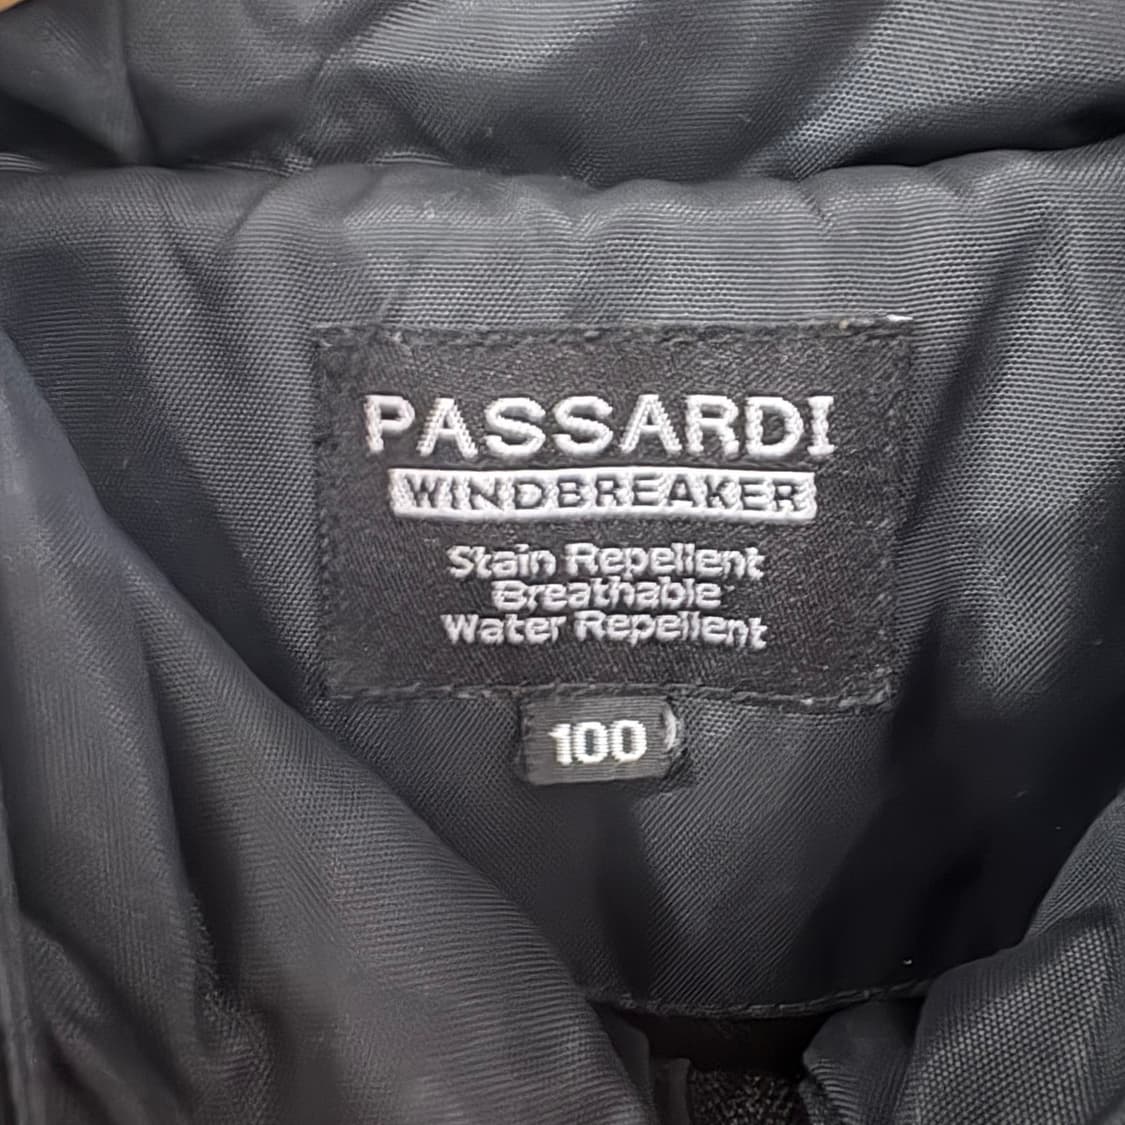 PASSARDI
WINDBREAKER
Stain Repellent
Breathable
Water Repellent
100